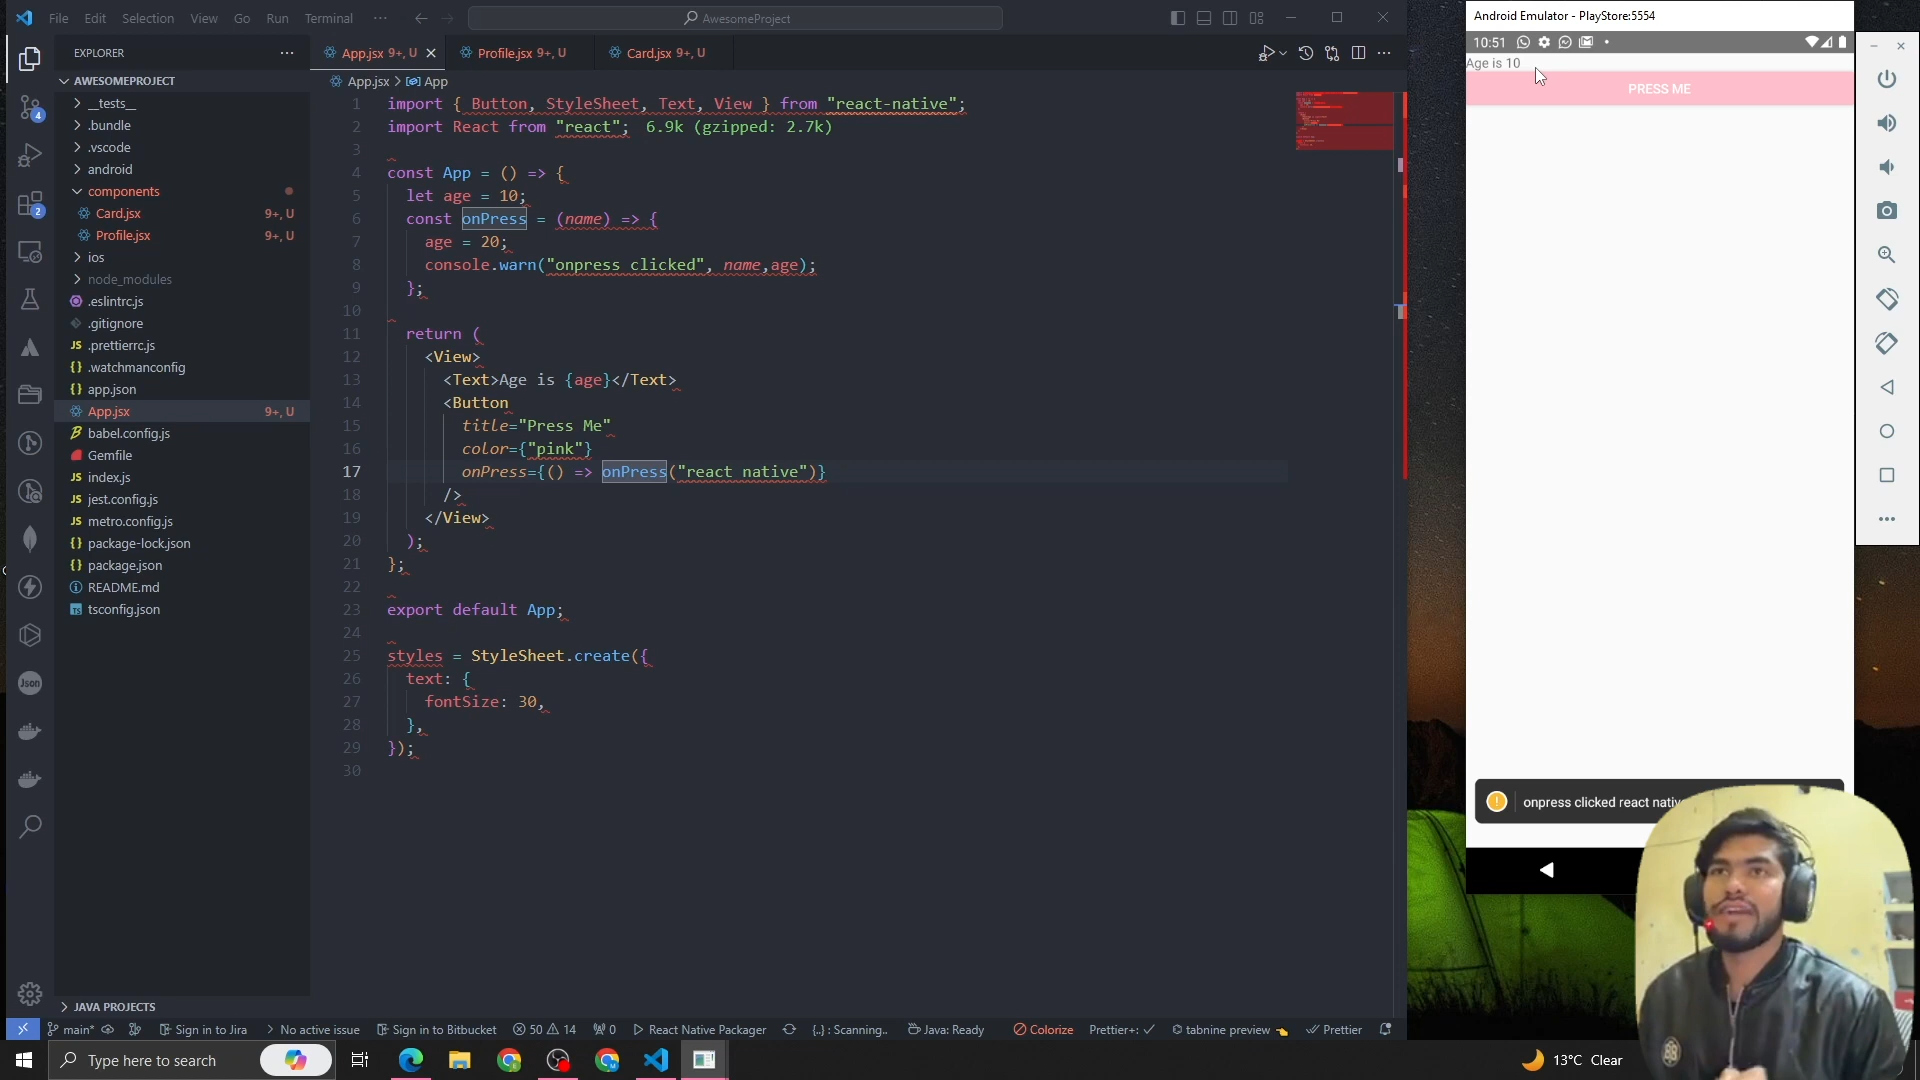 File Edit Selection View Go Run Terminal ··· AwesomeProject
Android Emulator - PlayStore:5554
10:51
Age is 10
PRESS ME
onpress clicked react nativ
EXPLORER
AWESOMEPROJECT
__tests__
.bundle
.vscode
android
components
Card.jsx 9+, U
Profile.jsx 9+, U
ios
node_modules
.eslintrc.js
.gitignore
.prettierrc.js
.watchmanconfig
app.json
App.jsx 9+, U
babel.config.js
Gemfile
index.js
jest.config.js
metro.config.js
package-lock.json
package.json
README.md
tsconfig.json
JAVA PROJECTS
4
2
Json
App.jsx 9+, U Profile.jsx 9+, U Card.jsx 9+, U
App.jsx > App
1 import { Button, StyleSheet, Text, View } from "react-native";
2 import React from "react"; 6.9k (gzipped: 2.7k)
3
4 const App = () => {
5 let age = 10;
6 const onPress = (name) => {
7 age = 20;
8 console.warn("onpress clicked", name,age);
9 };
10
11 return (
12 <View>
13 <Text>Age is {age}</Text>
14 <Button
15 title="Press Me"
16 color={"pink"}
17 onPress={() => onPress("react native")}
18 />
19 </View>
20 );
21 };
22
23 export default App;
24
25 styles = StyleSheet.create({
26 text: {
27 fontSize: 30,
28 },
29 });
30
main* Sign in to Jira No active issue Sign in to Bitbucket 50 14 0 React Native Packager {..} : Scanning.. Java: Ready Colorize Prettier+: ✓ tabnine preview Prettier
Type here to search 13°C Clear